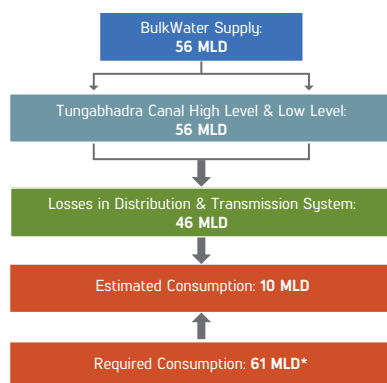 BulkWater Supply:
56 MLD
Tungabhadra Canal High Level & Low Level:
56 MLD
Losses in Distribution & Transmission System:
46 MLD
Estimated Consumption: 10 MLD
Required Consumption: 61 MLD*